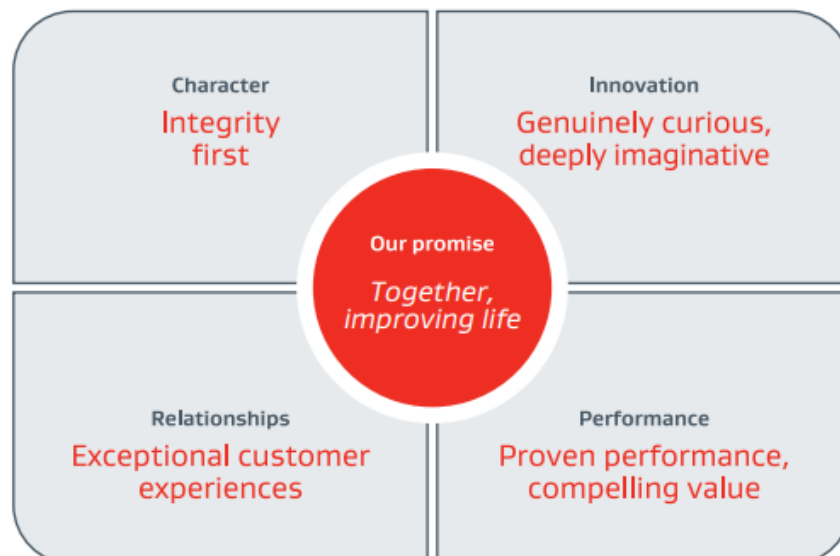 Character
Integrity
first
Innovation
Genuinely curious,
deeply imaginative
Our promise
Together,
improving life
Relationships
Exceptional customer
experiences
Performance
Proven performance,
compelling value